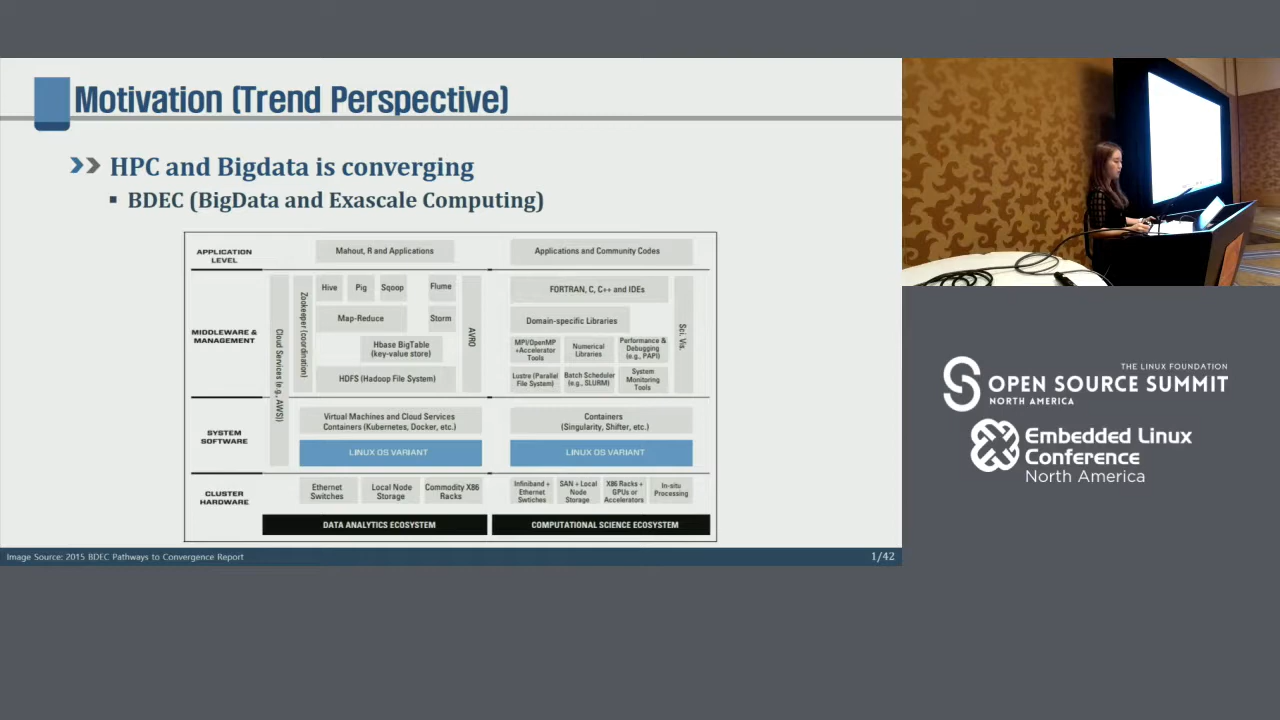 Motivation (Trend Perspective)
HPC and Bigdata is converging
BDEC (BigData and Exascale Computing)
APPLICATION
LEVEL
Mahout, R and Applications
Applications and Community Codes
MIDDLEWARE &
MANAGEMENT
Cloud Services (e.g., AWS)
Zookeeper (coordination)
Hive
Pig
Sqoop
Flume
Map-Reduce
Storm
Hbase BigTable
(key-value store)
HDFS (Hadoop File System)
AVRO
FORTRAN, C, C++ and IDEs
Domain-specific Libraries
MPI/OpenMP
+Accelerator
Tools
Numerical
Libraries
Performance &
Debugging
(e.g., PAPI)
Lustre (Parallel
File System)
Batch Scheduler
(e.g., SLURM)
System
Monitoring
Tools
Sci. Vis.
SYSTEM
SOFTWARE
Virtual Machines and Cloud Services
Containers (Kubernetes, Docker, etc.)
Containers
(Singularity, Shifter, etc.)
LINUX OS VARIANT
LINUX OS VARIANT
CLUSTER
HARDWARE
Ethernet
Switches
Local Node
Storage
Commodity X86
Racks
Infiniband +
Ethernet
Swtiches
SAN + Local
Node
Storage
X86 Racks +
GPUs or
Accelerators
In-situ
Processing
DATA ANALYTICS ECOSYSTEM
COMPUTATIONAL SCIENCE ECOSYSTEM
Image Source: 2015 BDEC Pathways to Convergence Report
1/42
THE LINUX FOUNDATION
OPEN SOURCE SUMMIT
NORTH AMERICA
Embedded Linux
Conference
North America